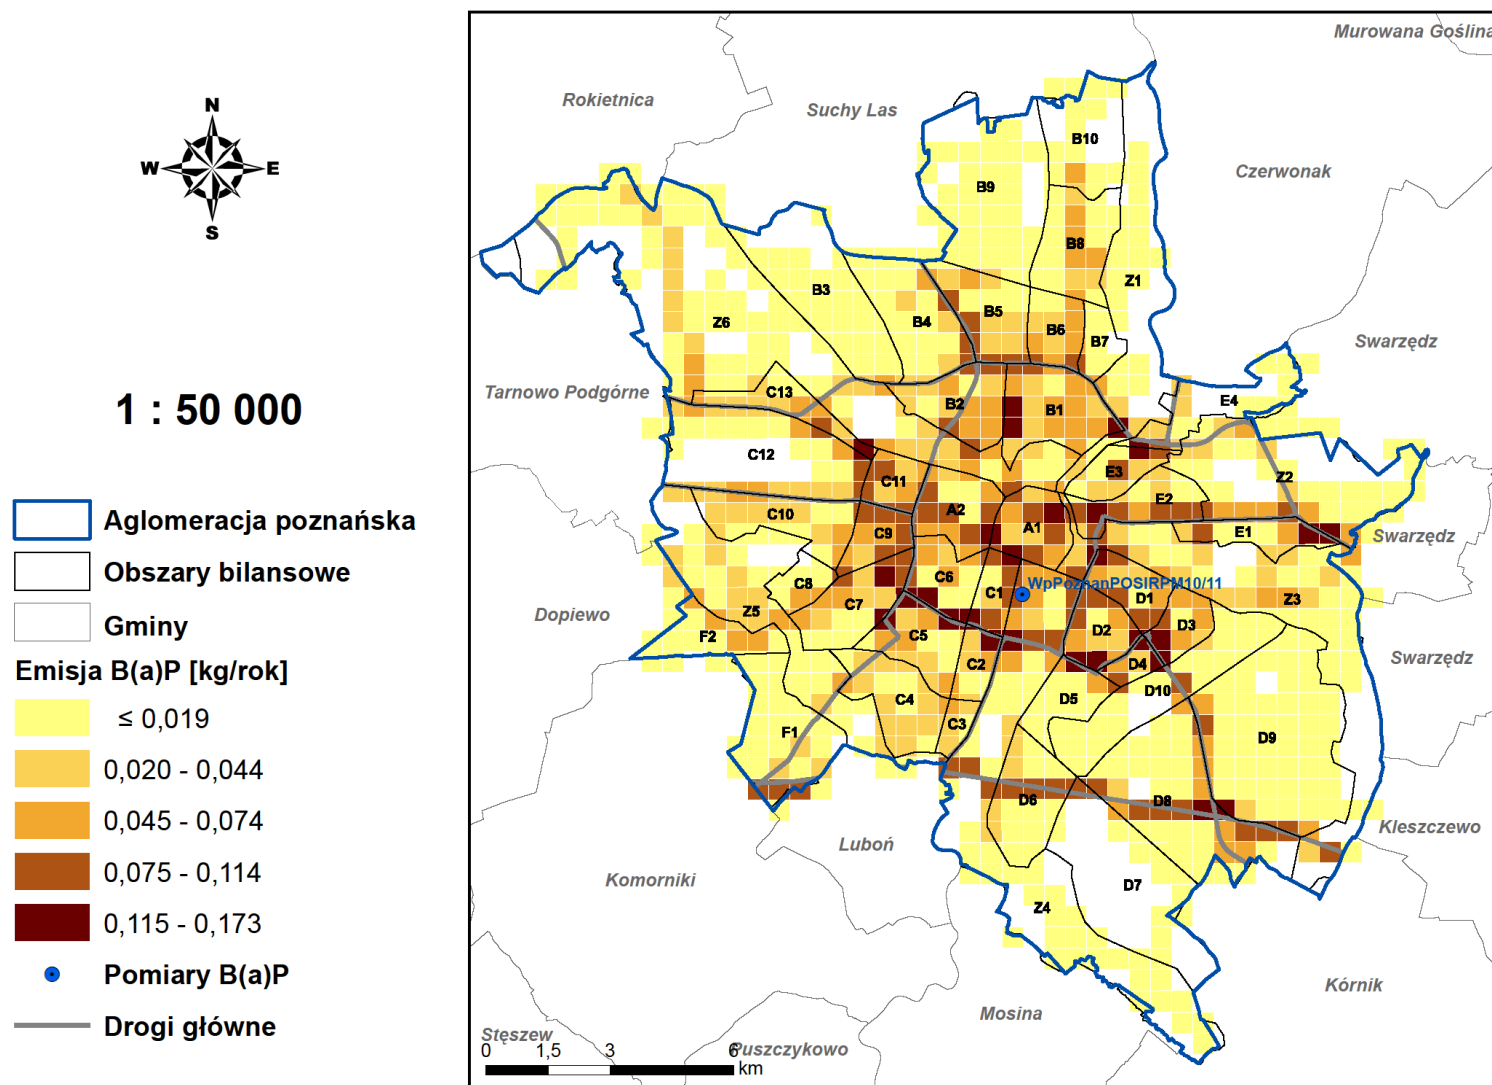 N
W
E
S
1 : 50 000
Aglomeracja poznańska
Obszary bilansowe
Gminy
Emisja B(a)P [kg/rok]
≤ 0,019
0,020 - 0,044
0,045 - 0,074
0,075 - 0,114
0,115 - 0,173
Pomiary B(a)P
Drogi główne
Murowana Goślina
Rokietnica
Suchy Las
B10
Czerwonak
B9
B8
Z1
B3
B5
Z6
B4
B6
B7
Swarzędz
Tarnowo Podgórne
C13
E4
B2
B1
C12
E3
Z2
C11
E2
C10
A2
A1
C9
E1
Swarzędz
C8
C6
WpPoznanPOSIRPM10/11
C1
C7
D1
Z3
Dopiewo
Z5
D3
F2
C5
D2
C2
D4
Swarzędz
C4
D5
D10
C3
F1
D9
D6
D8
Kleszczewo
Luboń
Komorniki
D7
Z4
Kórnik
Mosina
Stęszew
Puszczykowo
0 1,5 3 6
km